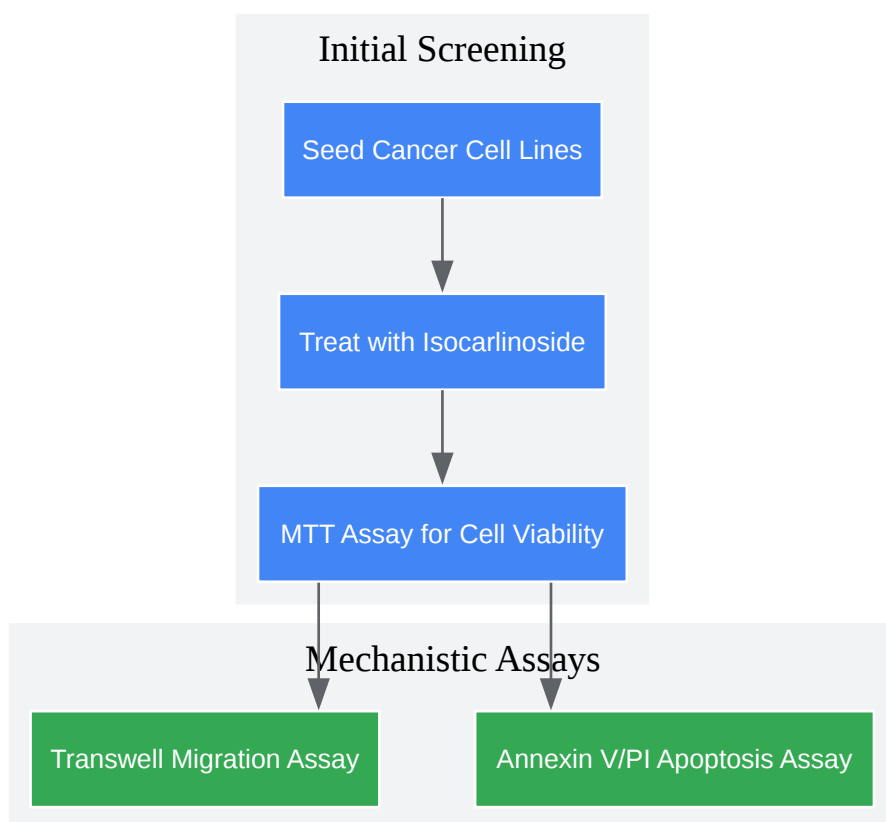 Initial Screening
Seed Cancer Cell Lines
Treat with Isocarlinoside
MTT Assay for Cell Viability
Mechanistic Assays
Transwell Migration Assay
Annexin V/PI Apoptosis Assay